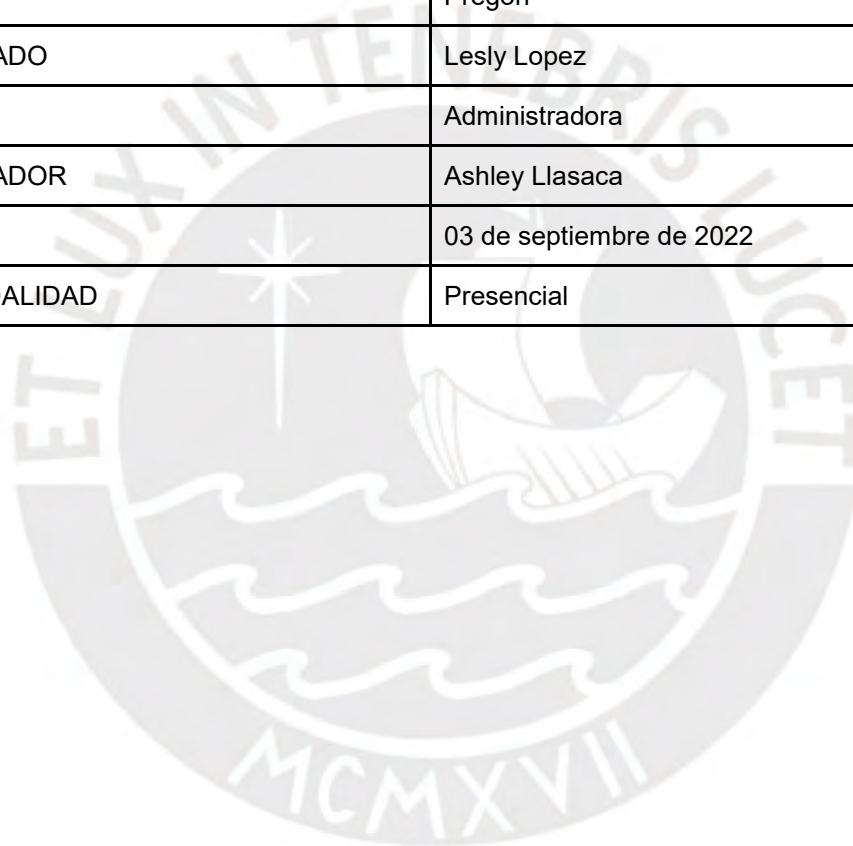 Pregón
ADO Lesly Lopez
Administradora
ADOR Ashley Llasaca
03 de septiembre de 2022
ALIDAD Presencial
ET LUX IN TENEBRIS LUCET
MCMXVII